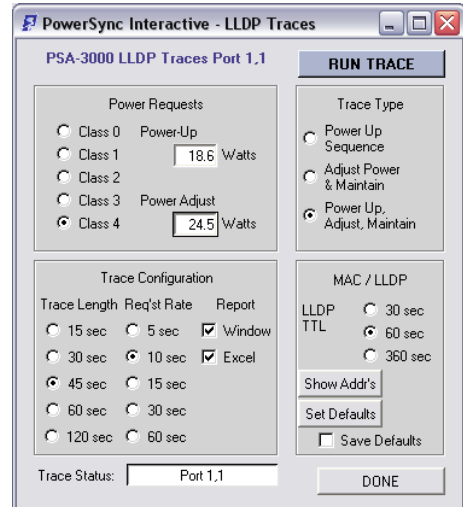 PowerSync Interactive - LLDP Traces
PSA-3000 LLDP Traces Port 1,1
RUN TRACE
Power Requests
Class 0 Power-Up
Class 1 18.6 Watts
Class 2
Class 3 Power Adjust
Class 4 24.5 Watts
Trace Type
Power Up
Sequence
Adjust Power
& Maintain
Power Up,
Adjust, Maintain
Trace Configuration
Trace Length Req'st Rate Report
15 sec 5 sec Window
30 sec 10 sec Excel
45 sec 15 sec
60 sec 30 sec
120 sec 60 sec
MAC / LLDP
LLDP 30 sec
TTL 60 sec
360 sec
Show Addr's
Set Defaults
Save Defaults
Trace Status: Port 1,1
DONE